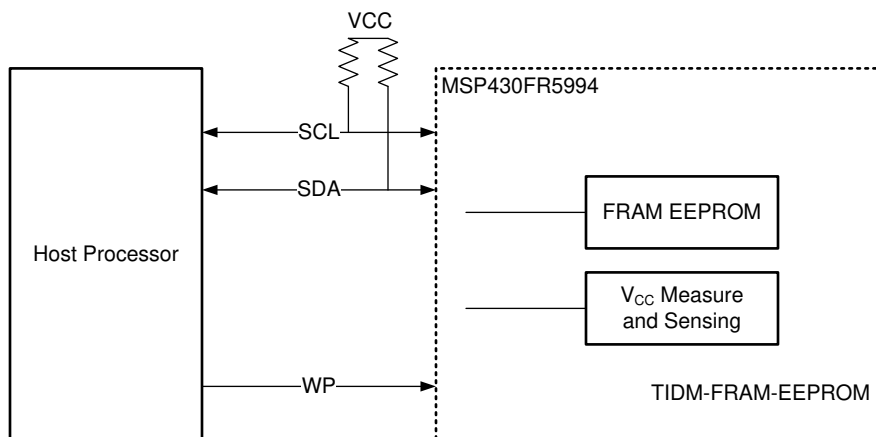 VCC
MSP430FR5994
SCL
SDA
FRAM EEPROM
Host Processor
VCC Measure
and Sensing
WP
TIDM-FRAM-EEPROM